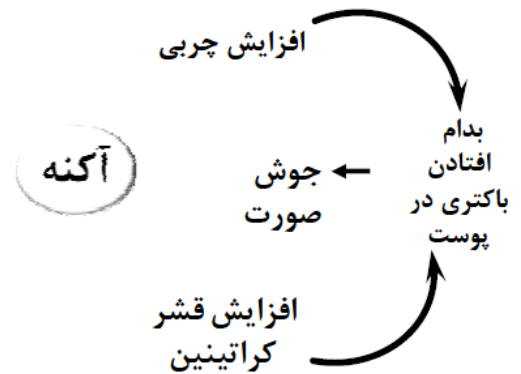 افزایش چربی
بدام
افتادن
باکتری در
پوست
جوش
صورت
آکنه
افزایش قشر
کراتینین